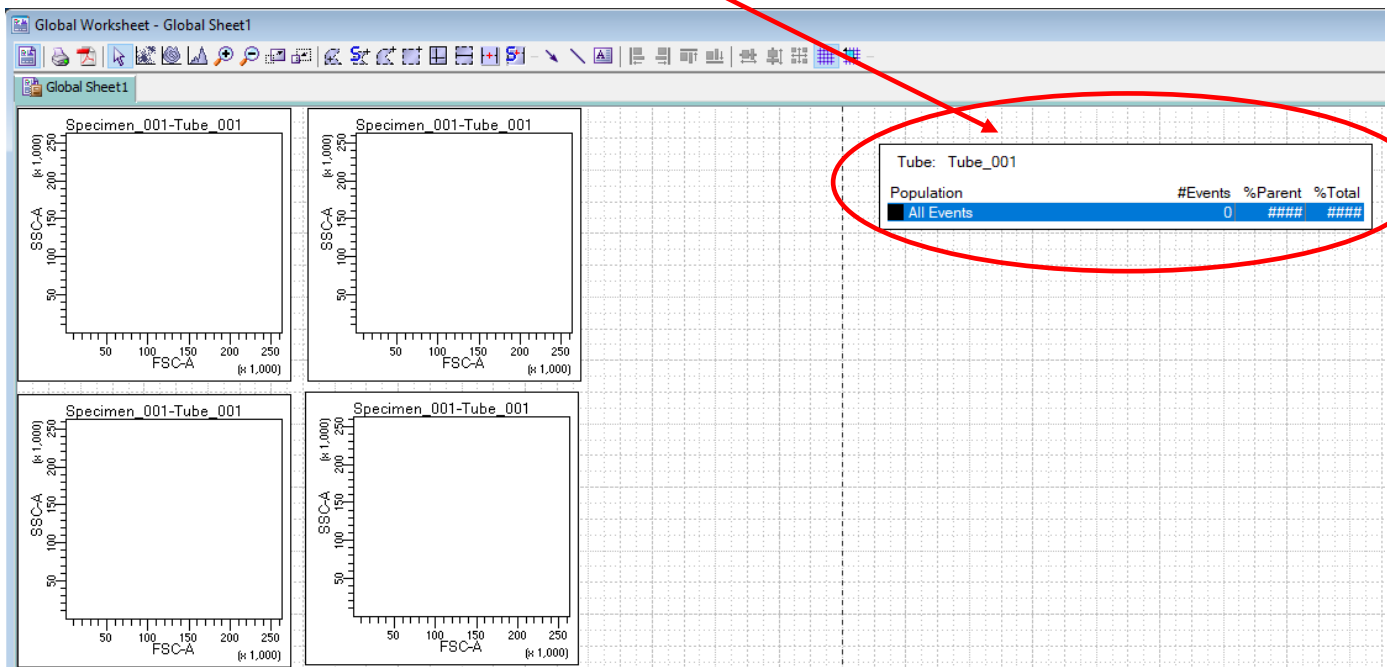 Global Worksheet - Global Sheet1
Global Sheet1
Specimen_001-Tube_001
(x 1,000)
250
200
150
100
50
SSC-A
50 100 150 200 250
FSC-A
(x 1,000)
Specimen_001-Tube_001
(x 1,000)
250
200
150
100
50
SSC-A
50 100 150 200 250
FSC-A
(x 1,000)
Tube: Tube_001
Population #Events %Parent %Total
All Events 0 #### ####
Specimen_001-Tube_001
(x 1,000)
250
200
150
100
50
SSC-A
50 100 150 200 250
FSC-A
(x 1,000)
Specimen_001-Tube_001
(x 1,000)
250
200
150
100
50
SSC-A
50 100 150 200 250
FSC-A
(x 1,000)